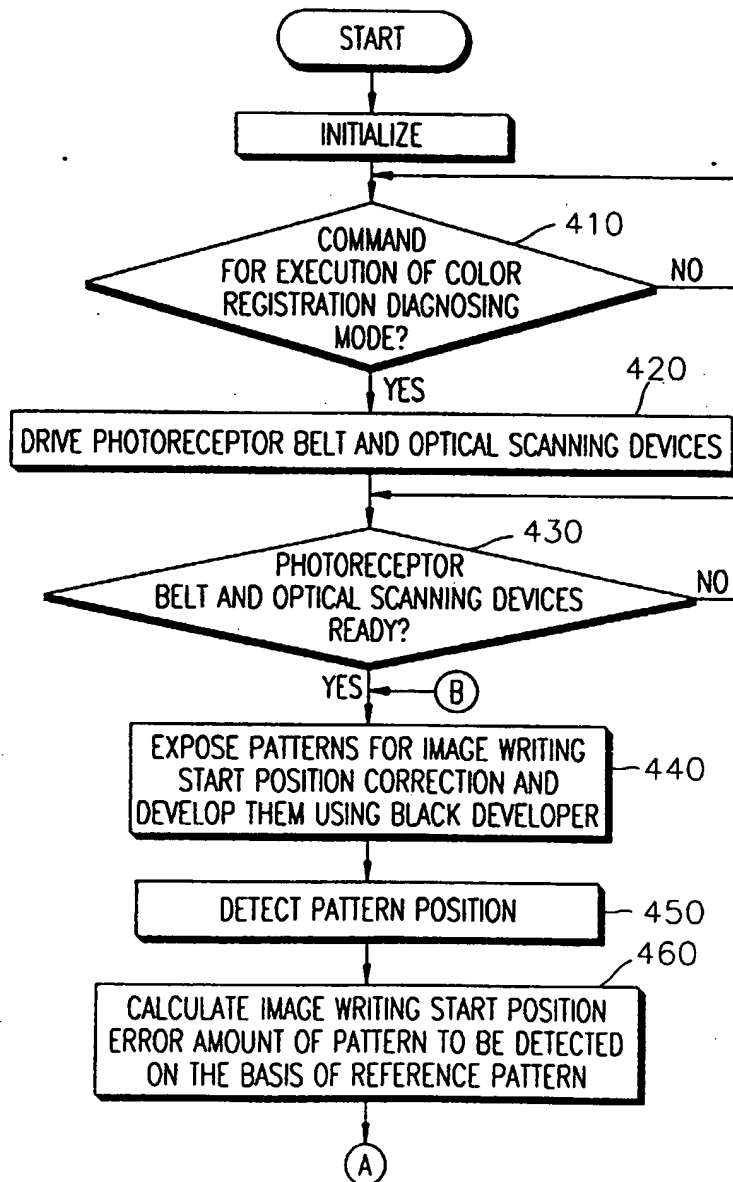 START
INITIALIZE
410
COMMAND
FOR EXECUTION OF COLOR
REGISTRATION DIAGNOSING
MODE?
NO
YES
420
DRIVE PHOTORECEPTOR BELT AND OPTICAL SCANNING DEVICES
430
PHOTORECEPTOR
BELT AND OPTICAL SCANNING DEVICES
READY?
NO
YES
B
EXPOSE PATTERNS FOR IMAGE WRITING
START POSITION CORRECTION AND
DEVELOP THEM USING BLACK DEVELOPER
440
DETECT PATTERN POSITION
450
460
CALCULATE IMAGE WRITING START POSITION
ERROR AMOUNT OF PATTERN TO BE DETECTED
ON THE BASIS OF REFERENCE PATTERN
A